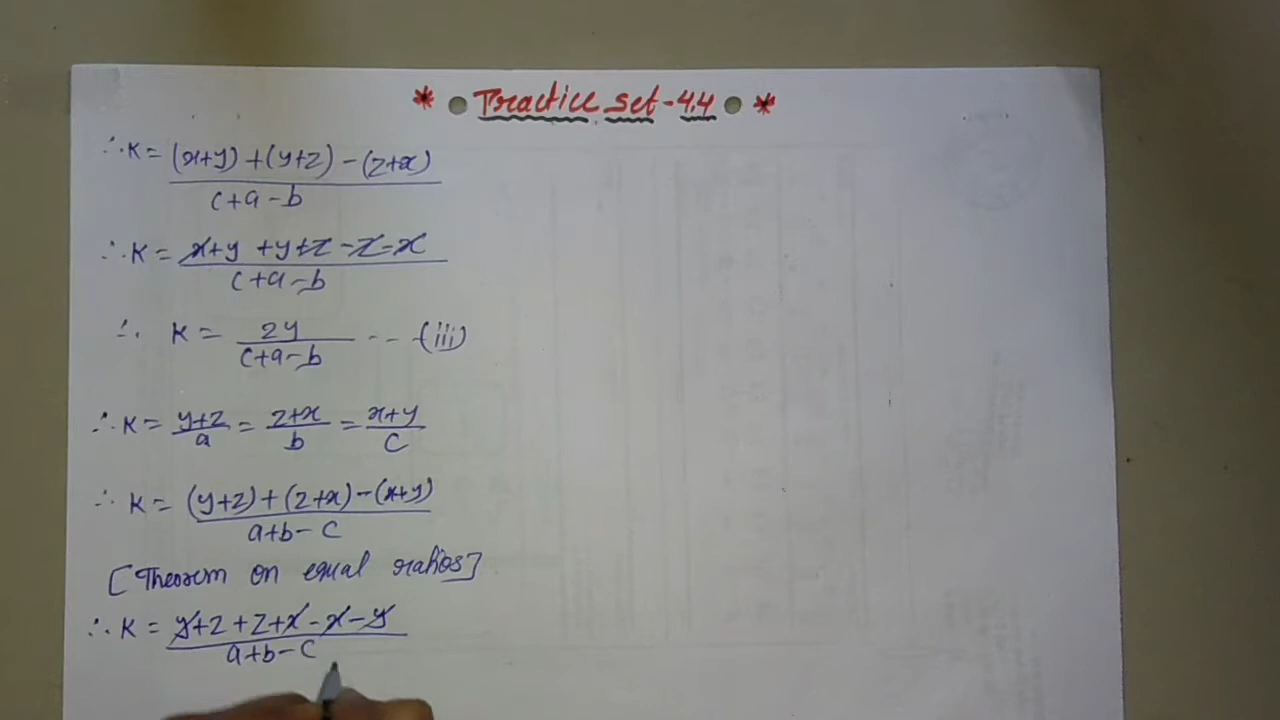 * Practice set-4.4 *
∴ K = (x+y) + (y+z) - (z+x)
c+a-b
∴ K = x+y +y+z -z-x
c+a-b
∴ K = 2y
c+a-b -- (iii)
∴ K = y+z/a = z+x/b = x+y/c
∴ K = (y+z) + (z+x) - (x+y)
a+b-c
[Theorem on equal ratios]
∴ K = y+z+z+x-x-y
a+b-c